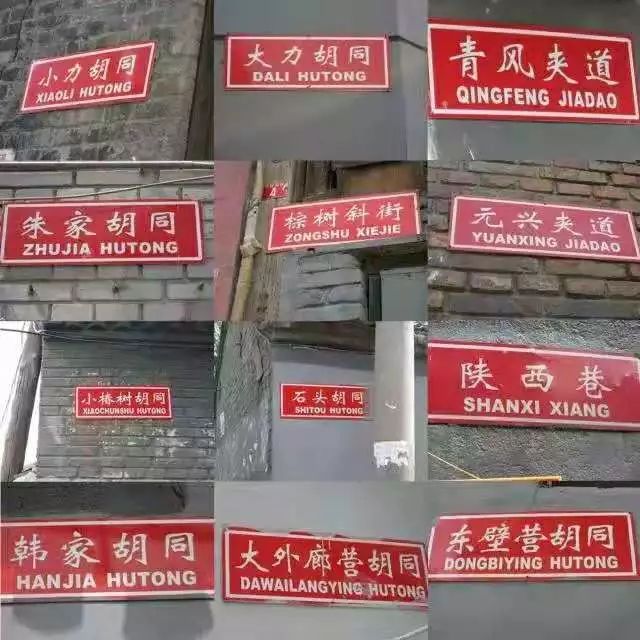 小力胡同
XIAOLI HUTONG
大力胡同
DALI HUTONG
青风夹道
QINGFENG JIADAO
朱家胡同
ZHUJIA HUTONG
4
棕树斜街
ZONGSHU XIEJIE
元兴夹道
YUANXING JIADAO
小椿树胡同
XIAOCHUNSHU HUTONG
石头胡同
SHITOU HUTONG
陕西巷
SHANXI XIANG
韩家胡同
HANJIA HUTONG
大外廊营胡同
DAWAILANGYING HUTONG
东壁营胡同
DONGBIYING HUTONG